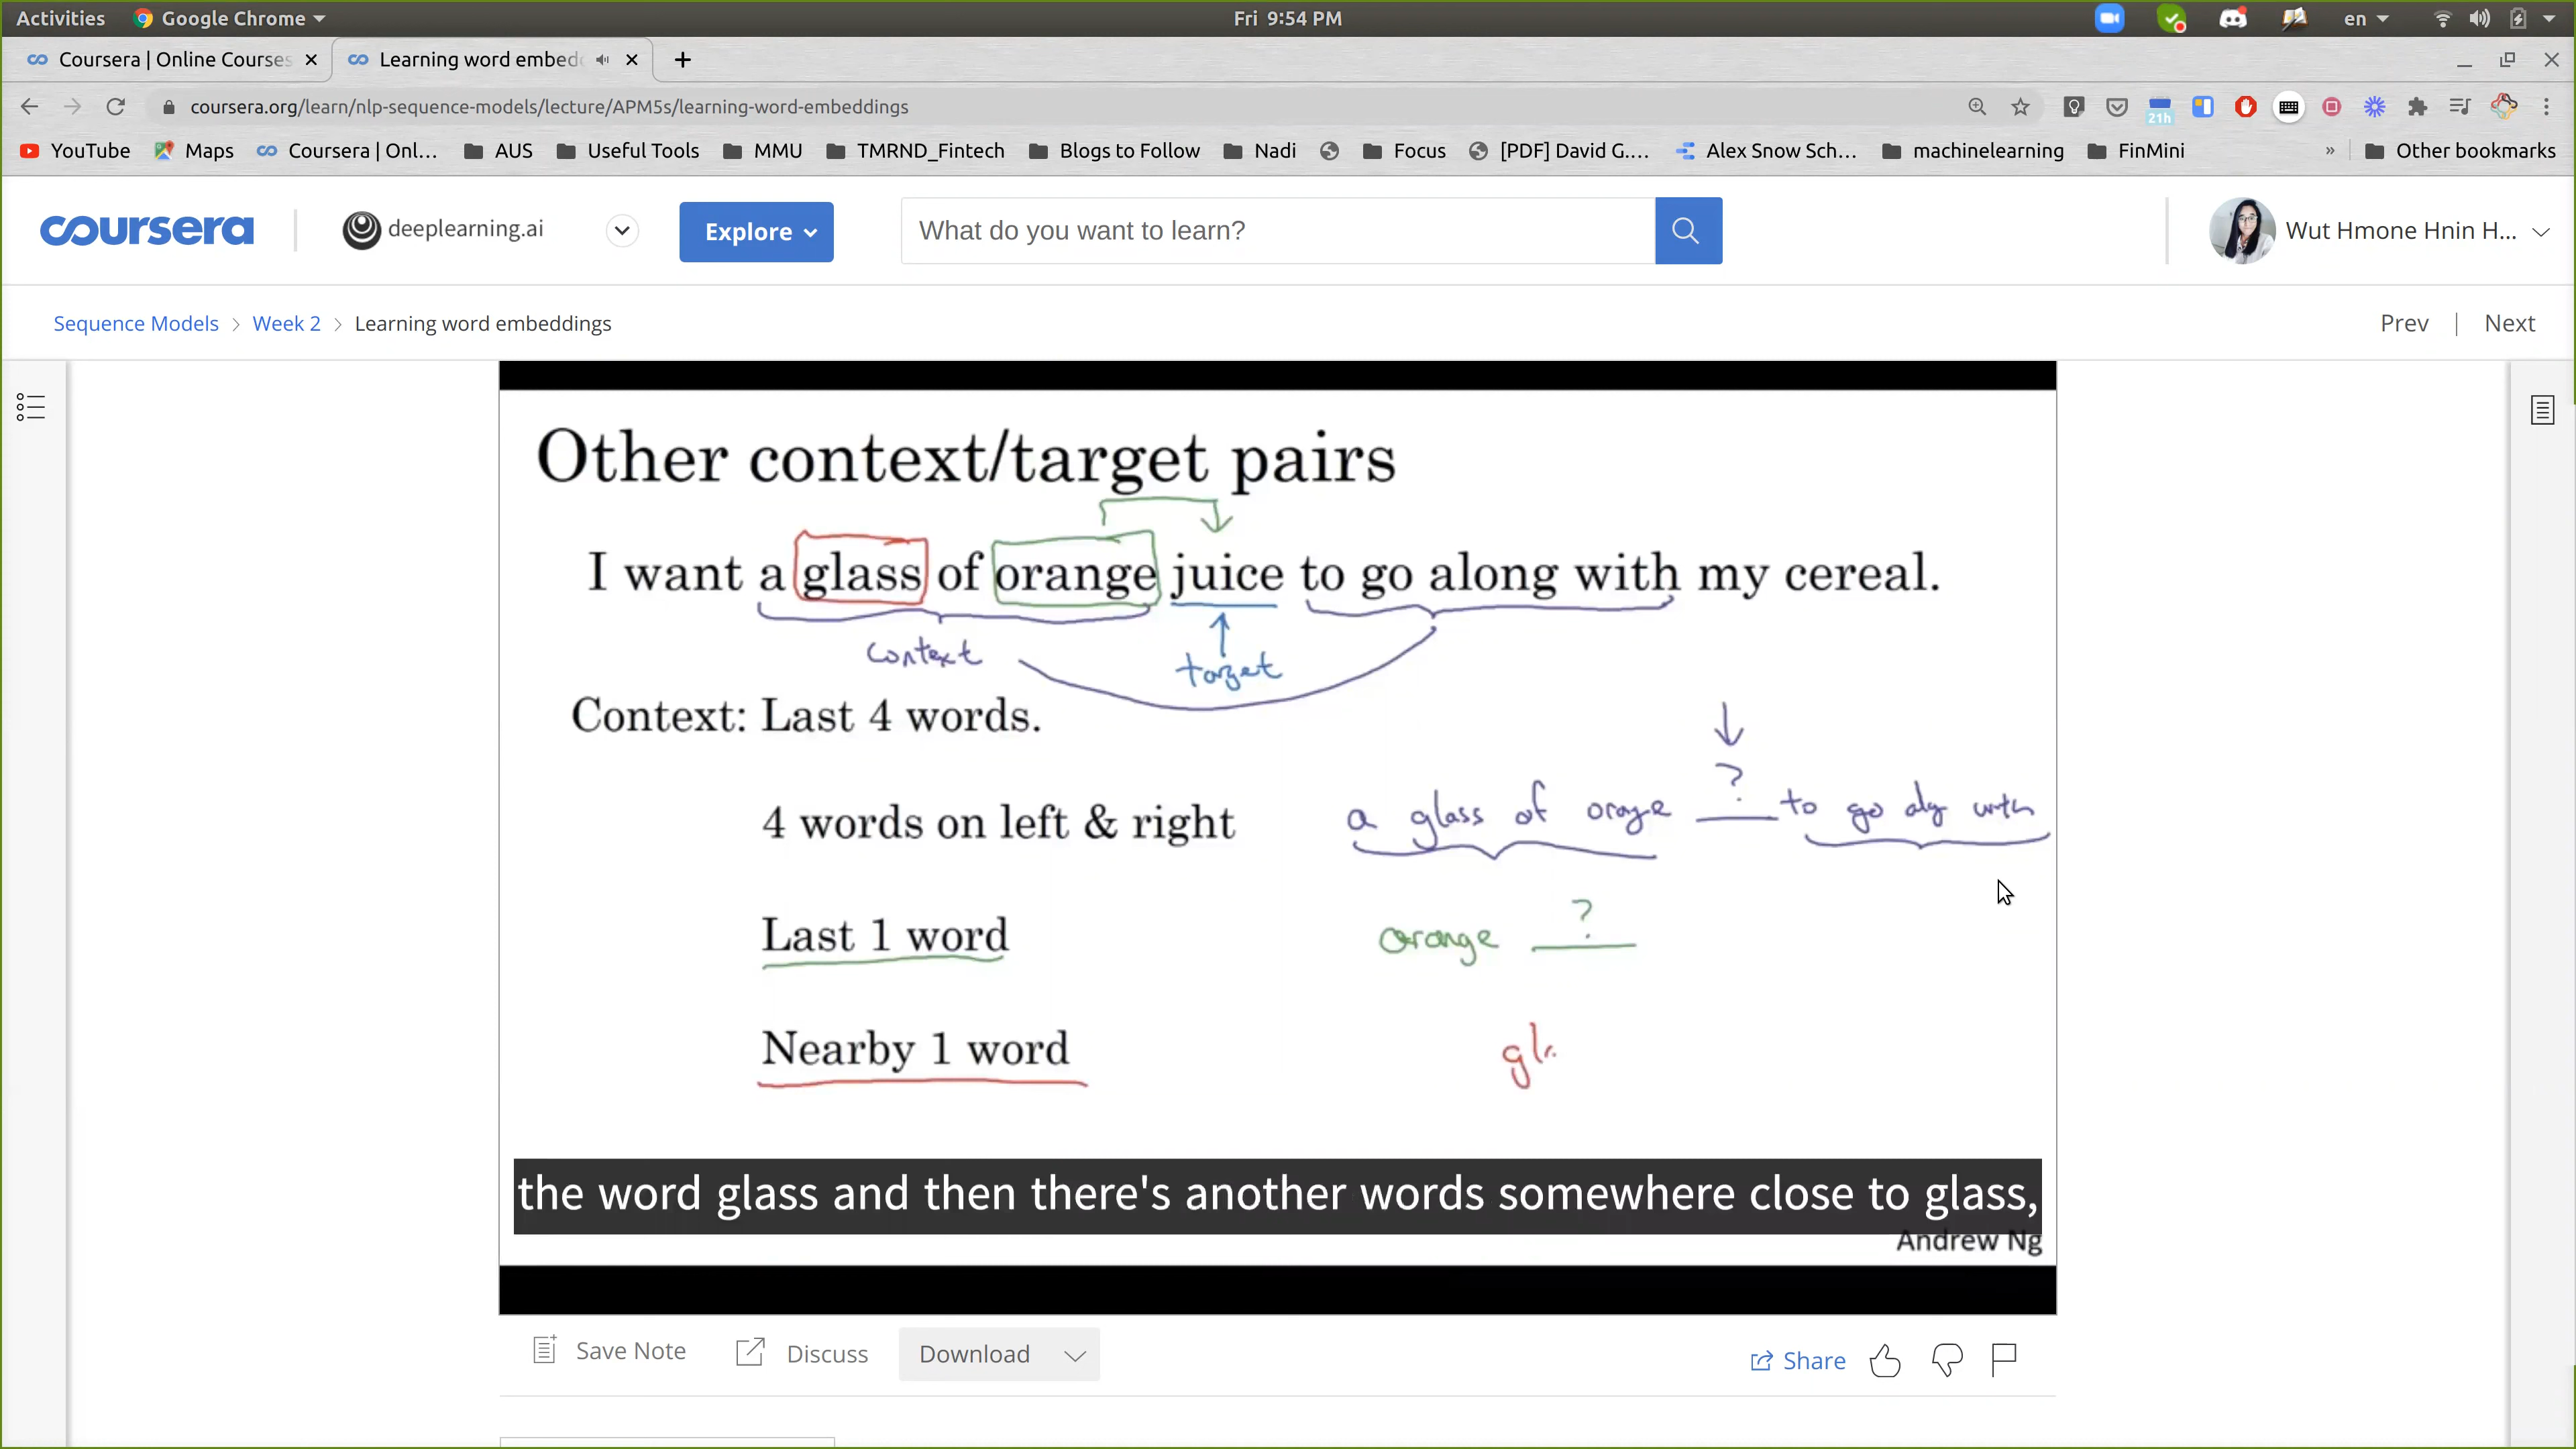 Activities Google Chrome Fri 9:54 PM en
Coursera | Online Courses Learning word embed
coursera.org/learn/nlp-sequence-models/lecture/APM5s/learning-word-embeddings 21h
YouTube Maps Coursera | Onl... AUS Useful Tools MMU TMRND_Fintech Blogs to Follow Nadi Focus [PDF] David G.... Alex Snow Sch... machinelearning FinMini » Other bookmarks
coursera deeplearning.ai Explore What do you want to learn? Wut Hmone Hnin H...
Sequence Models > Week 2 > Learning word embeddings Prev | Next
Other context/target pairs
I want a glass of orange juice to go along with my cereal.
context target
Context: Last 4 words.
?
4 words on left & right a glass of orange to go alg with
?
Last 1 word orange
Nearby 1 word gl
the word glass and then there's another words somewhere close to glass,
Andrew Ng
Save Note Discuss Download Share